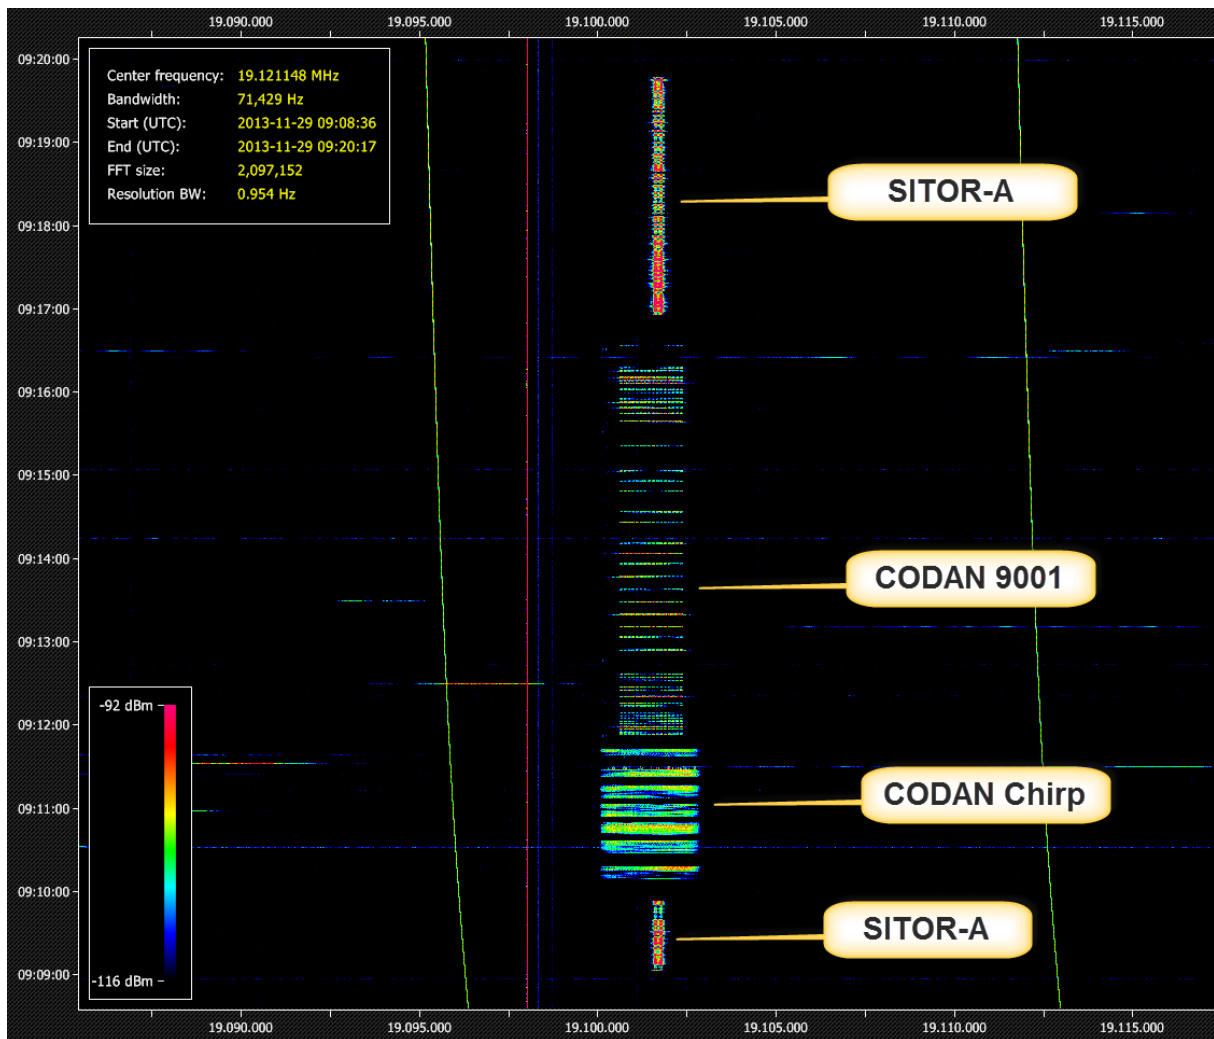 19.090.000 19.095.000 19.100.000 19.105.000 19.110.000 19.115.000
09:20:00
Center frequency: 19.121148 MHz
Bandwidth: 71,429 Hz
Start (UTC): 2013-11-29 09:08:36
End (UTC): 2013-11-29 09:20:17
FFT size: 2,097,152
Resolution BW: 0.954 Hz
09:19:00
SITOR-A
09:18:00
09:17:00
09:16:00
09:15:00
09:14:00
CODAN 9001
09:13:00
-92 dBm
09:12:00
CODAN Chirp
09:11:00
09:10:00
SITOR-A
09:09:00
-116 dBm
19.090.000 19.095.000 19.100.000 19.105.000 19.110.000 19.115.000